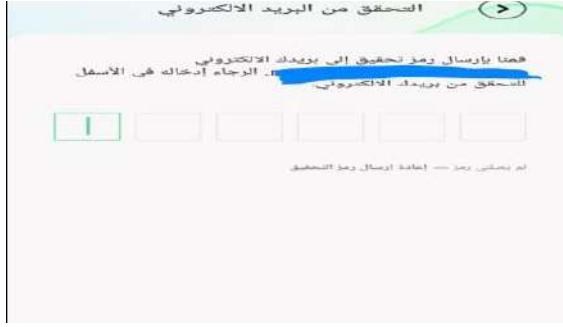 التحقق من البريد الالكتروني
قمنا بإرسال رمز تحقيق إلى بريدك الالكتروني
. الرجاء إدخاله في الأسفل
للتحقق من بريدك الالكتروني.
لم يصلني رمز — إعادة ارسال رمز التحقيق